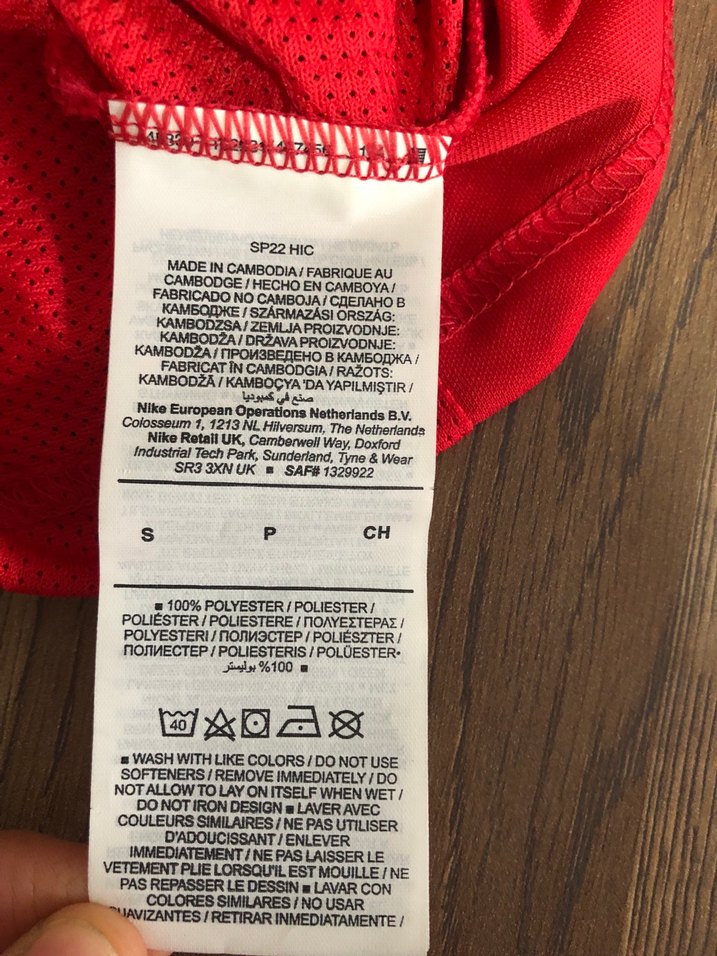 SP22 HIC
MADE IN CAMBODIA / FABRIQUE AU
CAMBODGE / HECHO EN CAMBOYA /
FABRICADO NO CAMBOJA / СДЕЛАНО В
КАМБОДЖЕ / SZÁRMAZÁSI ORSZÁG:
KAMBODZSA / ZEMLJA PROIZVODNJE:
KAMBODŽA / DRŽAVA PROIZVODNJE:
KAMBODŽA / ПРОИЗВЕДЕНО В КАМБОДЖА /
FABRICAT ÎN CAMBODGIA / RAŽOTS:
KAMBODŽĀ / KAMBOÇYA 'DA YAPILMIŞTIR /
صنع في كمبوديا
Nike European Operations Netherlands B.V.
Colosseum 1, 1213 NL Hilversum, The Netherlands
Nike Retail UK, Camberwell Way, Doxford
Industrial Tech Park, Sunderland, Tyne & Wear
SR3 3XN UK ■ SAF# 1329922
S P CH
■ 100% POLYESTER / POLIESTER /
POLIÉSTER / POLIESTERE / ΠΟΛΥΕΣΤΕΡΑΣ /
POLYESTERI / ПОЛИЭСТЕР / POLIÉSZTER /
ПОЛИЕСТЕР / POLIESTERIS / POLÜESTER•
100% بوليستر ■
40
■ WASH WITH LIKE COLORS / DO NOT USE
SOFTENERS / REMOVE IMMEDIATELY / DO
NOT ALLOW TO LAY ON ITSELF WHEN WET /
DO NOT IRON DESIGN ■ LAVER AVEC
COULEURS SIMILAIRES / NE PAS UTILISER
D'ADOUCISSANT / ENLEVER
IMMEDIATEMENT / NE PAS LAISSER LE
VETEMENT PLIE LORSQU'IL EST MOUILLE / NE
PAS REPASSER LE DESSIN ■ LAVAR CON
COLORES SIMILARES / NO USAR
SUAVIZANTES / RETIRAR INMEDIATAMENTE /